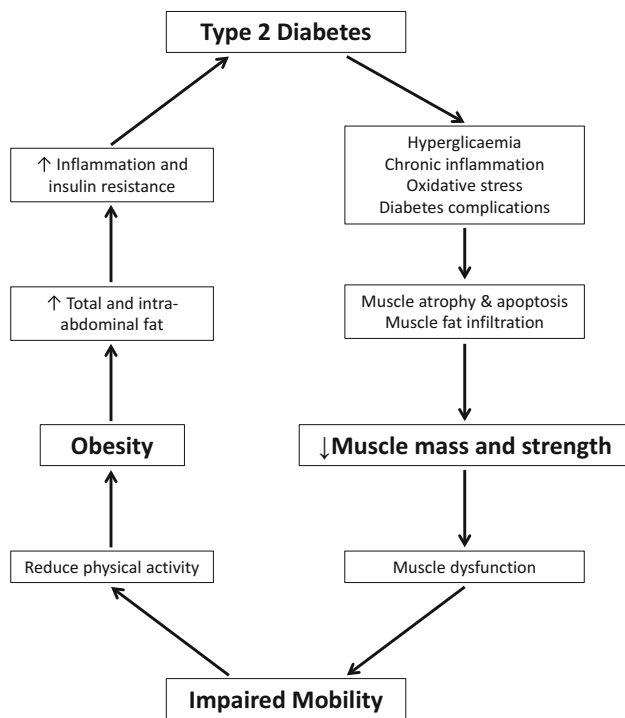 Type 2 Diabetes
Hyperglicaemia
Chronic inflammation
Oxidative stress
Diabetes complications
Muscle atrophy & apoptosis
Muscle fat infiltration
↓Muscle mass and strength
Muscle dysfunction
Impaired Mobility
Reduce physical activity
Obesity
↑ Total and intra-
abdominal fat
↑ Inflammation and
insulin resistance